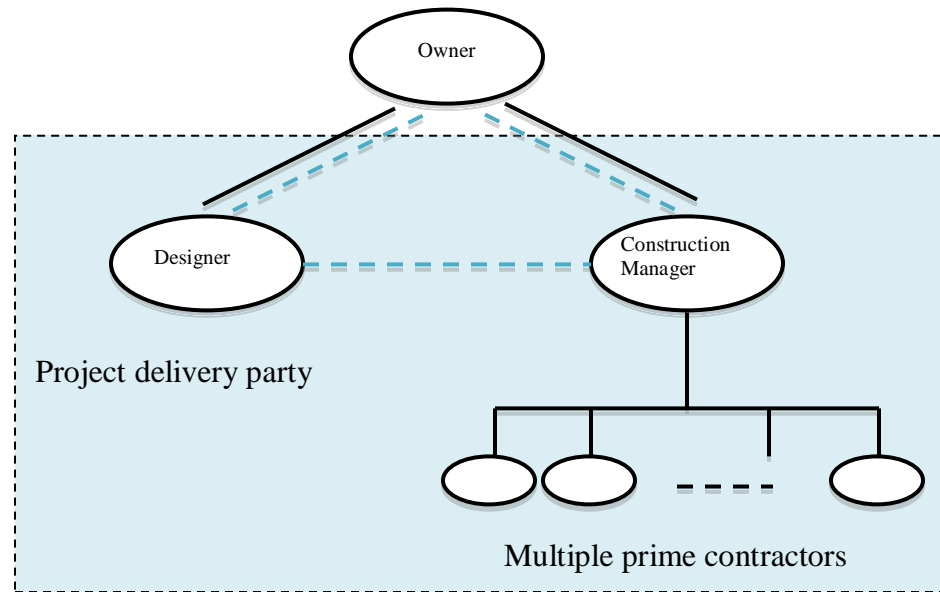 Owner
Designer
Construction
Manager
Project delivery party
Multiple prime contractors